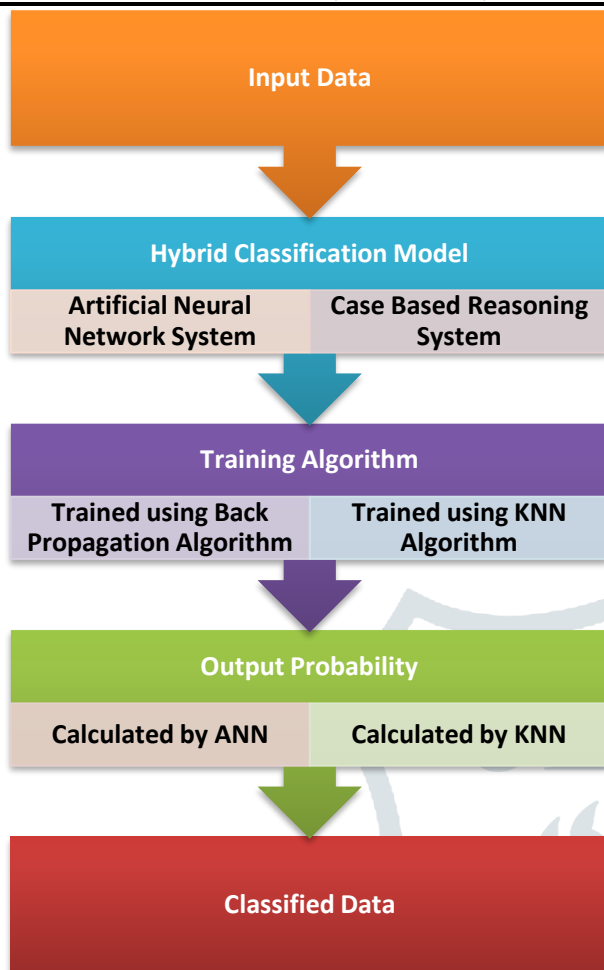 Input Data
Hybrid Classification Model
Artificial Neural
Network System
Case Based Reasoning
System
Training Algorithm
Trained using Back
Propagation Algorithm
Trained using KNN
Algorithm
Output Probability
Calculated by ANN
Calculated by KNN
Classified Data